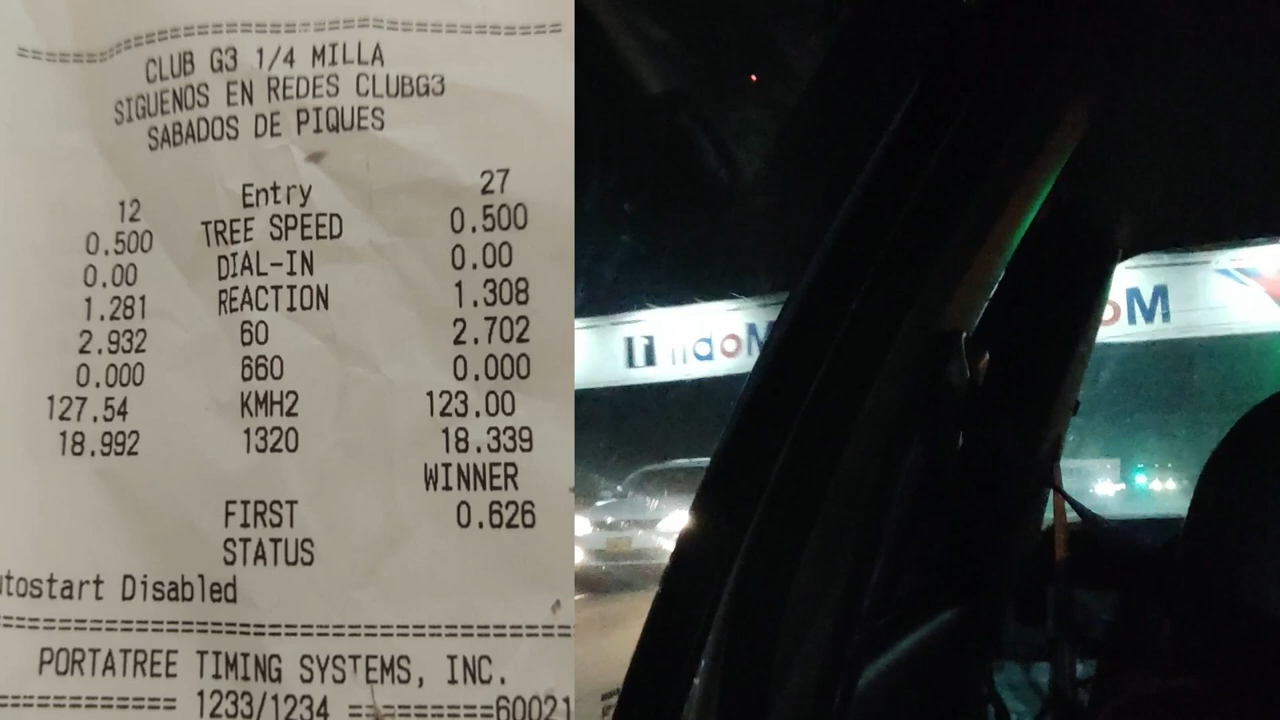 =======================================
CLUB G3 1/4 MILLA
SIGUENOS EN REDES CLUBG3
SABADOS DE PIQUES
12 Entry 27
0.500 TREE SPEED 0.500
0.00 DIAL-IN 0.00
1.281 REACTION 1.308
2.932 60 2.702
0.000 660 0.000
127.54 KMH2 123.00
18.992 1320 18.339
WINNER
FIRST 0.626
STATUS
utostart Disabled
=======================================
PORTATREE TIMING SYSTEMS, INC.
=========== 1233/1234 =========60021
ndoM
oM